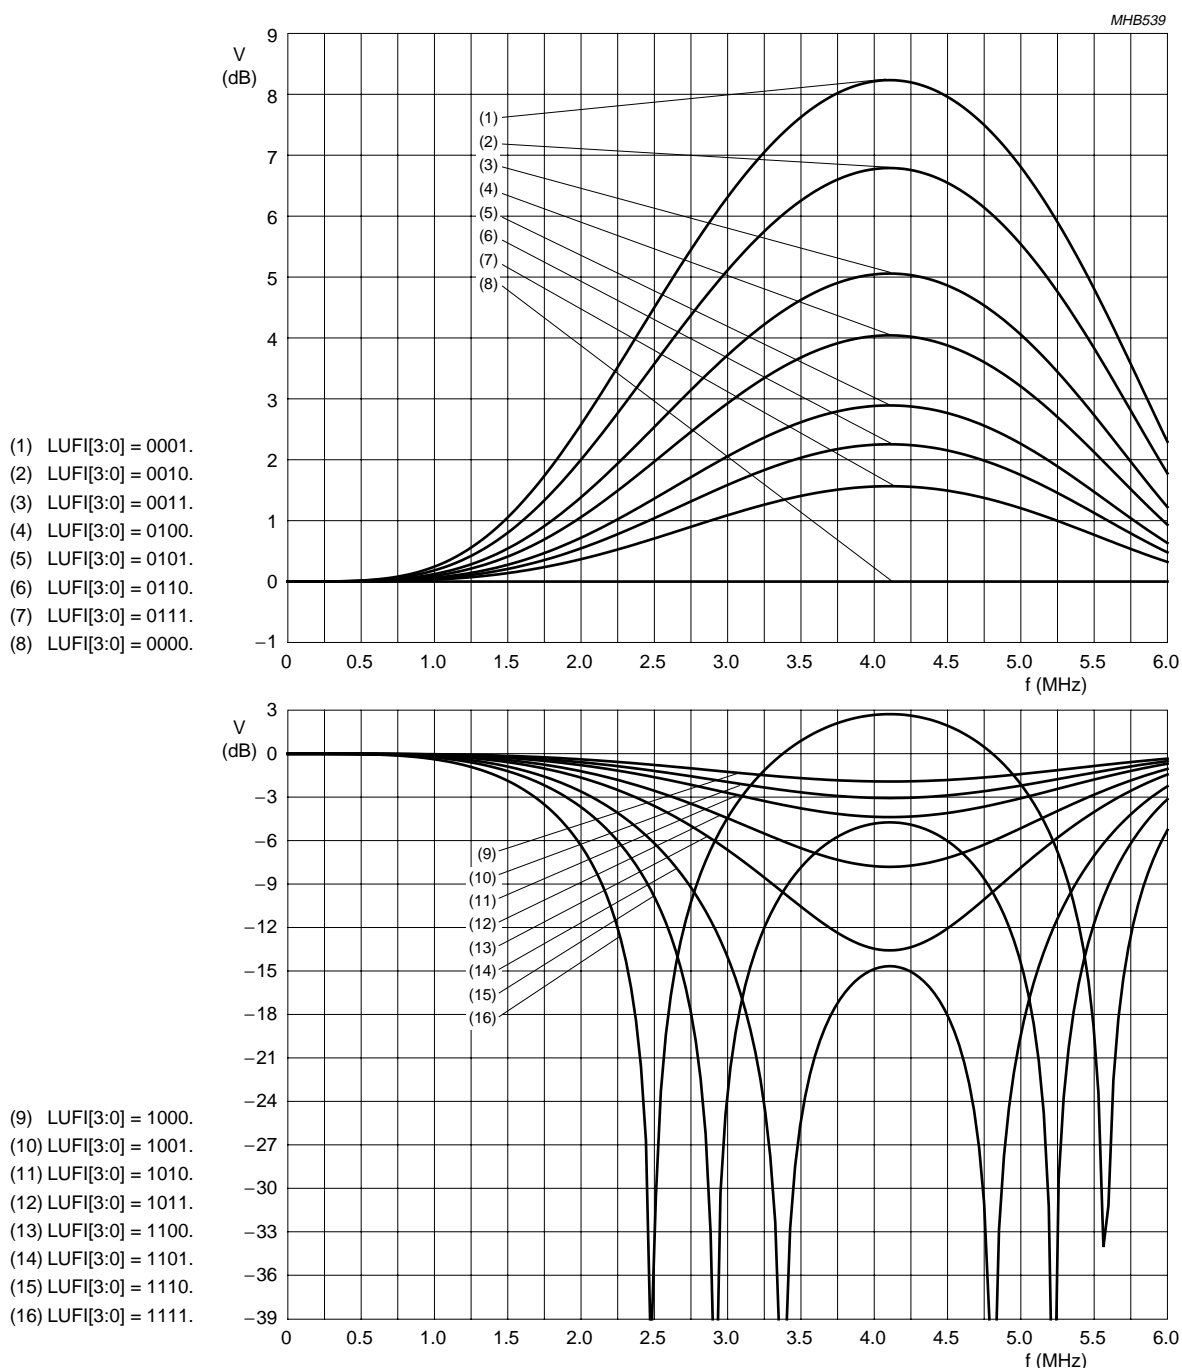 MHB539
9
V
(dB)
8
7
6
5
4
3
2
1
0
−1
(1)
(2)
(3)
(4)
(5)
(6)
(7)
(8)
(1) LUFI[3:0] = 0001.
(2) LUFI[3:0] = 0010.
(3) LUFI[3:0] = 0011.
(4) LUFI[3:0] = 0100.
(5) LUFI[3:0] = 0101.
(6) LUFI[3:0] = 0110.
(7) LUFI[3:0] = 0111.
(8) LUFI[3:0] = 0000.
0 0.5 1.0 1.5 2.0 2.5 3.0 3.5 4.0 4.5 5.0 5.5 6.0
f (MHz)
3
V
(dB)
0
−3
−6
−9
−12
−15
−18
−21
−24
−27
−30
−33
−36
−39
(9)
(10)
(11)
(12)
(13)
(14)
(15)
(16)
(9) LUFI[3:0] = 1000.
(10) LUFI[3:0] = 1001.
(11) LUFI[3:0] = 1010.
(12) LUFI[3:0] = 1011.
(13) LUFI[3:0] = 1100.
(14) LUFI[3:0] = 1101.
(15) LUFI[3:0] = 1110.
(16) LUFI[3:0] = 1111.
0 0.5 1.0 1.5 2.0 2.5 3.0 3.5 4.0 4.5 5.0 5.5 6.0
f (MHz)